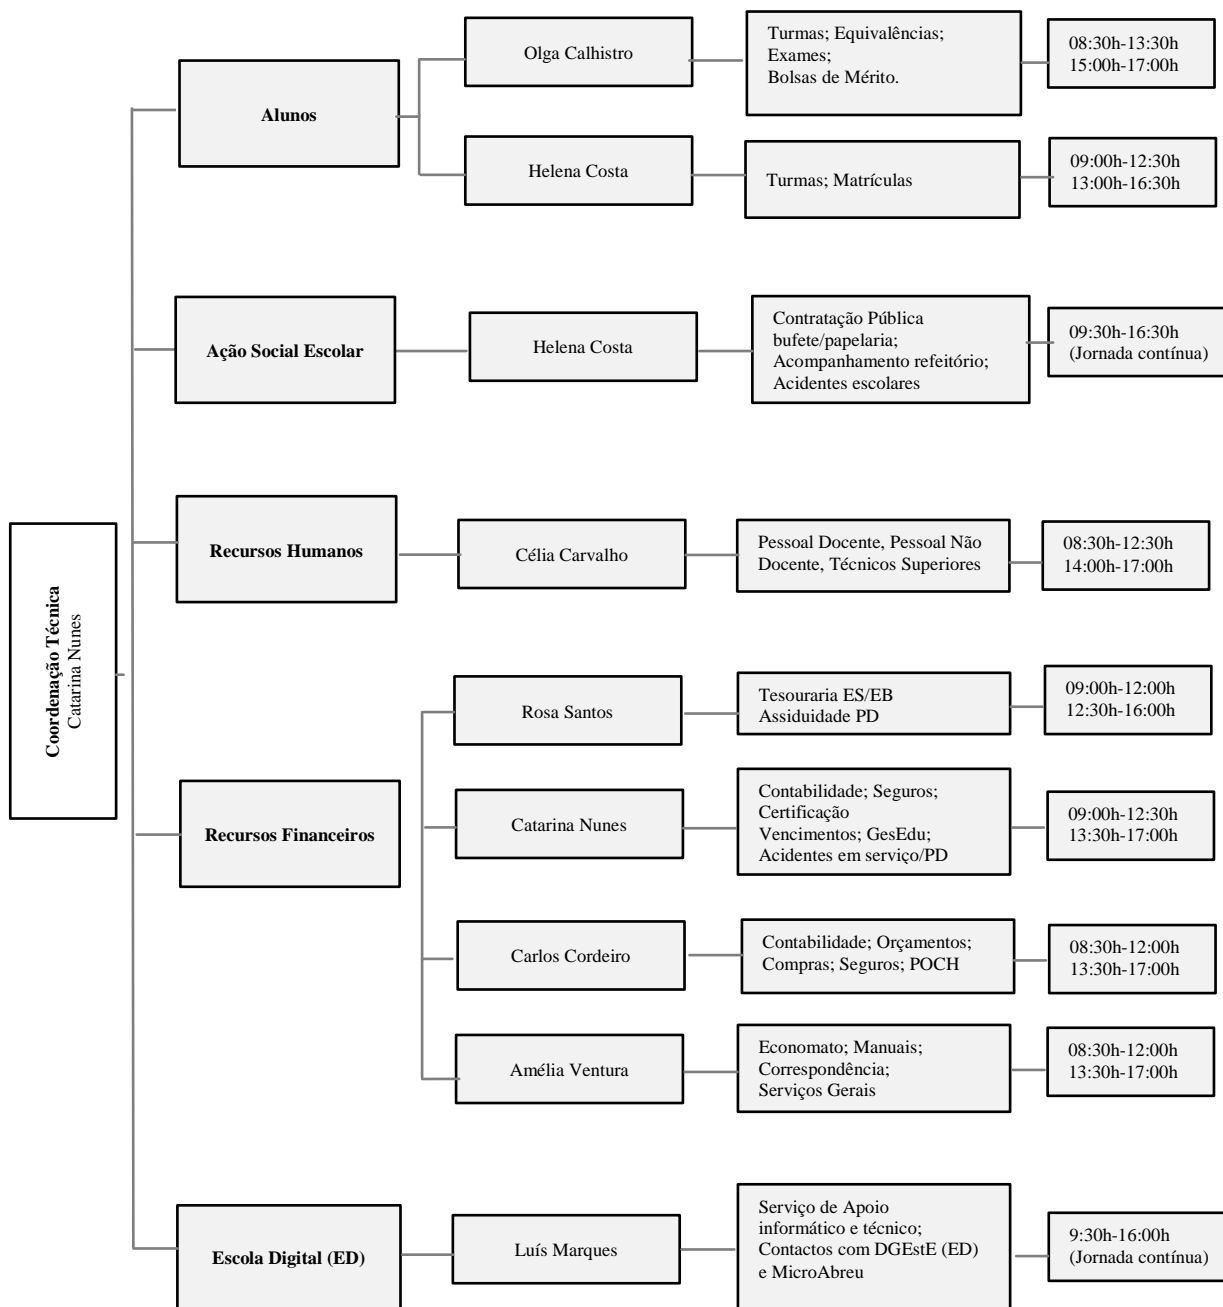 Coordenação Técnica
Catarina Nunes
Alunos
Olga Calhistro
Turmas; Equivalências;
Exames;
Bolsas de Mérito.
08:30h-13:30h
15:00h-17:00h
Helena Costa
Turmas; Matrículas
09:00h-12:30h
13:00h-16:30h
Ação Social Escolar
Helena Costa
Contratação Pública
bufete/papelaria;
Acompanhamento refeitório;
Acidentes escolares
09:30h-16:30h
(Jornada contínua)
Recursos Humanos
Célia Carvalho
Pessoal Docente, Pessoal Não
Docente, Técnicos Superiores
08:30h-12:30h
14:00h-17:00h
Recursos Financeiros
Rosa Santos
Tesouraria ES/EB
Assiduidade PD
09:00h-12:00h
12:30h-16:00h
Catarina Nunes
Contabilidade; Seguros;
Certificação
Vencimentos; GesEdu;
Acidentes em serviço/PD
09:00h-12:30h
13:30h-17:00h
Carlos Cordeiro
Contabilidade; Orçamentos;
Compras; Seguros; POCH
08:30h-12:00h
13:30h-17:00h
Amélia Ventura
Economato; Manuais;
Correspondência;
Serviços Gerais
08:30h-12:00h
13:30h-17:00h
Escola Digital (ED)
Luís Marques
Serviço de Apoio
informático e técnico;
Contactos com DGEstE (ED)
e MicroAbreu
9:30h-16:00h
(Jornada contínua)